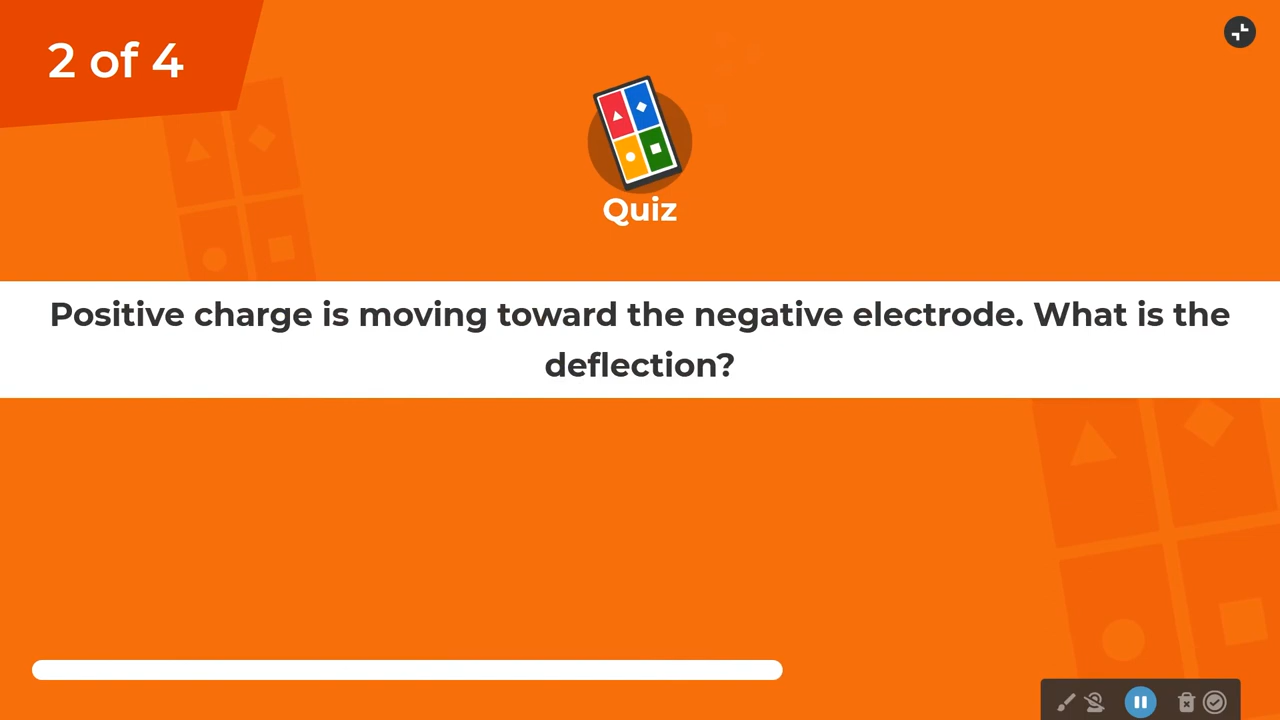 2 of 4
Quiz
Positive charge is moving toward the negative electrode. What is the
deflection?